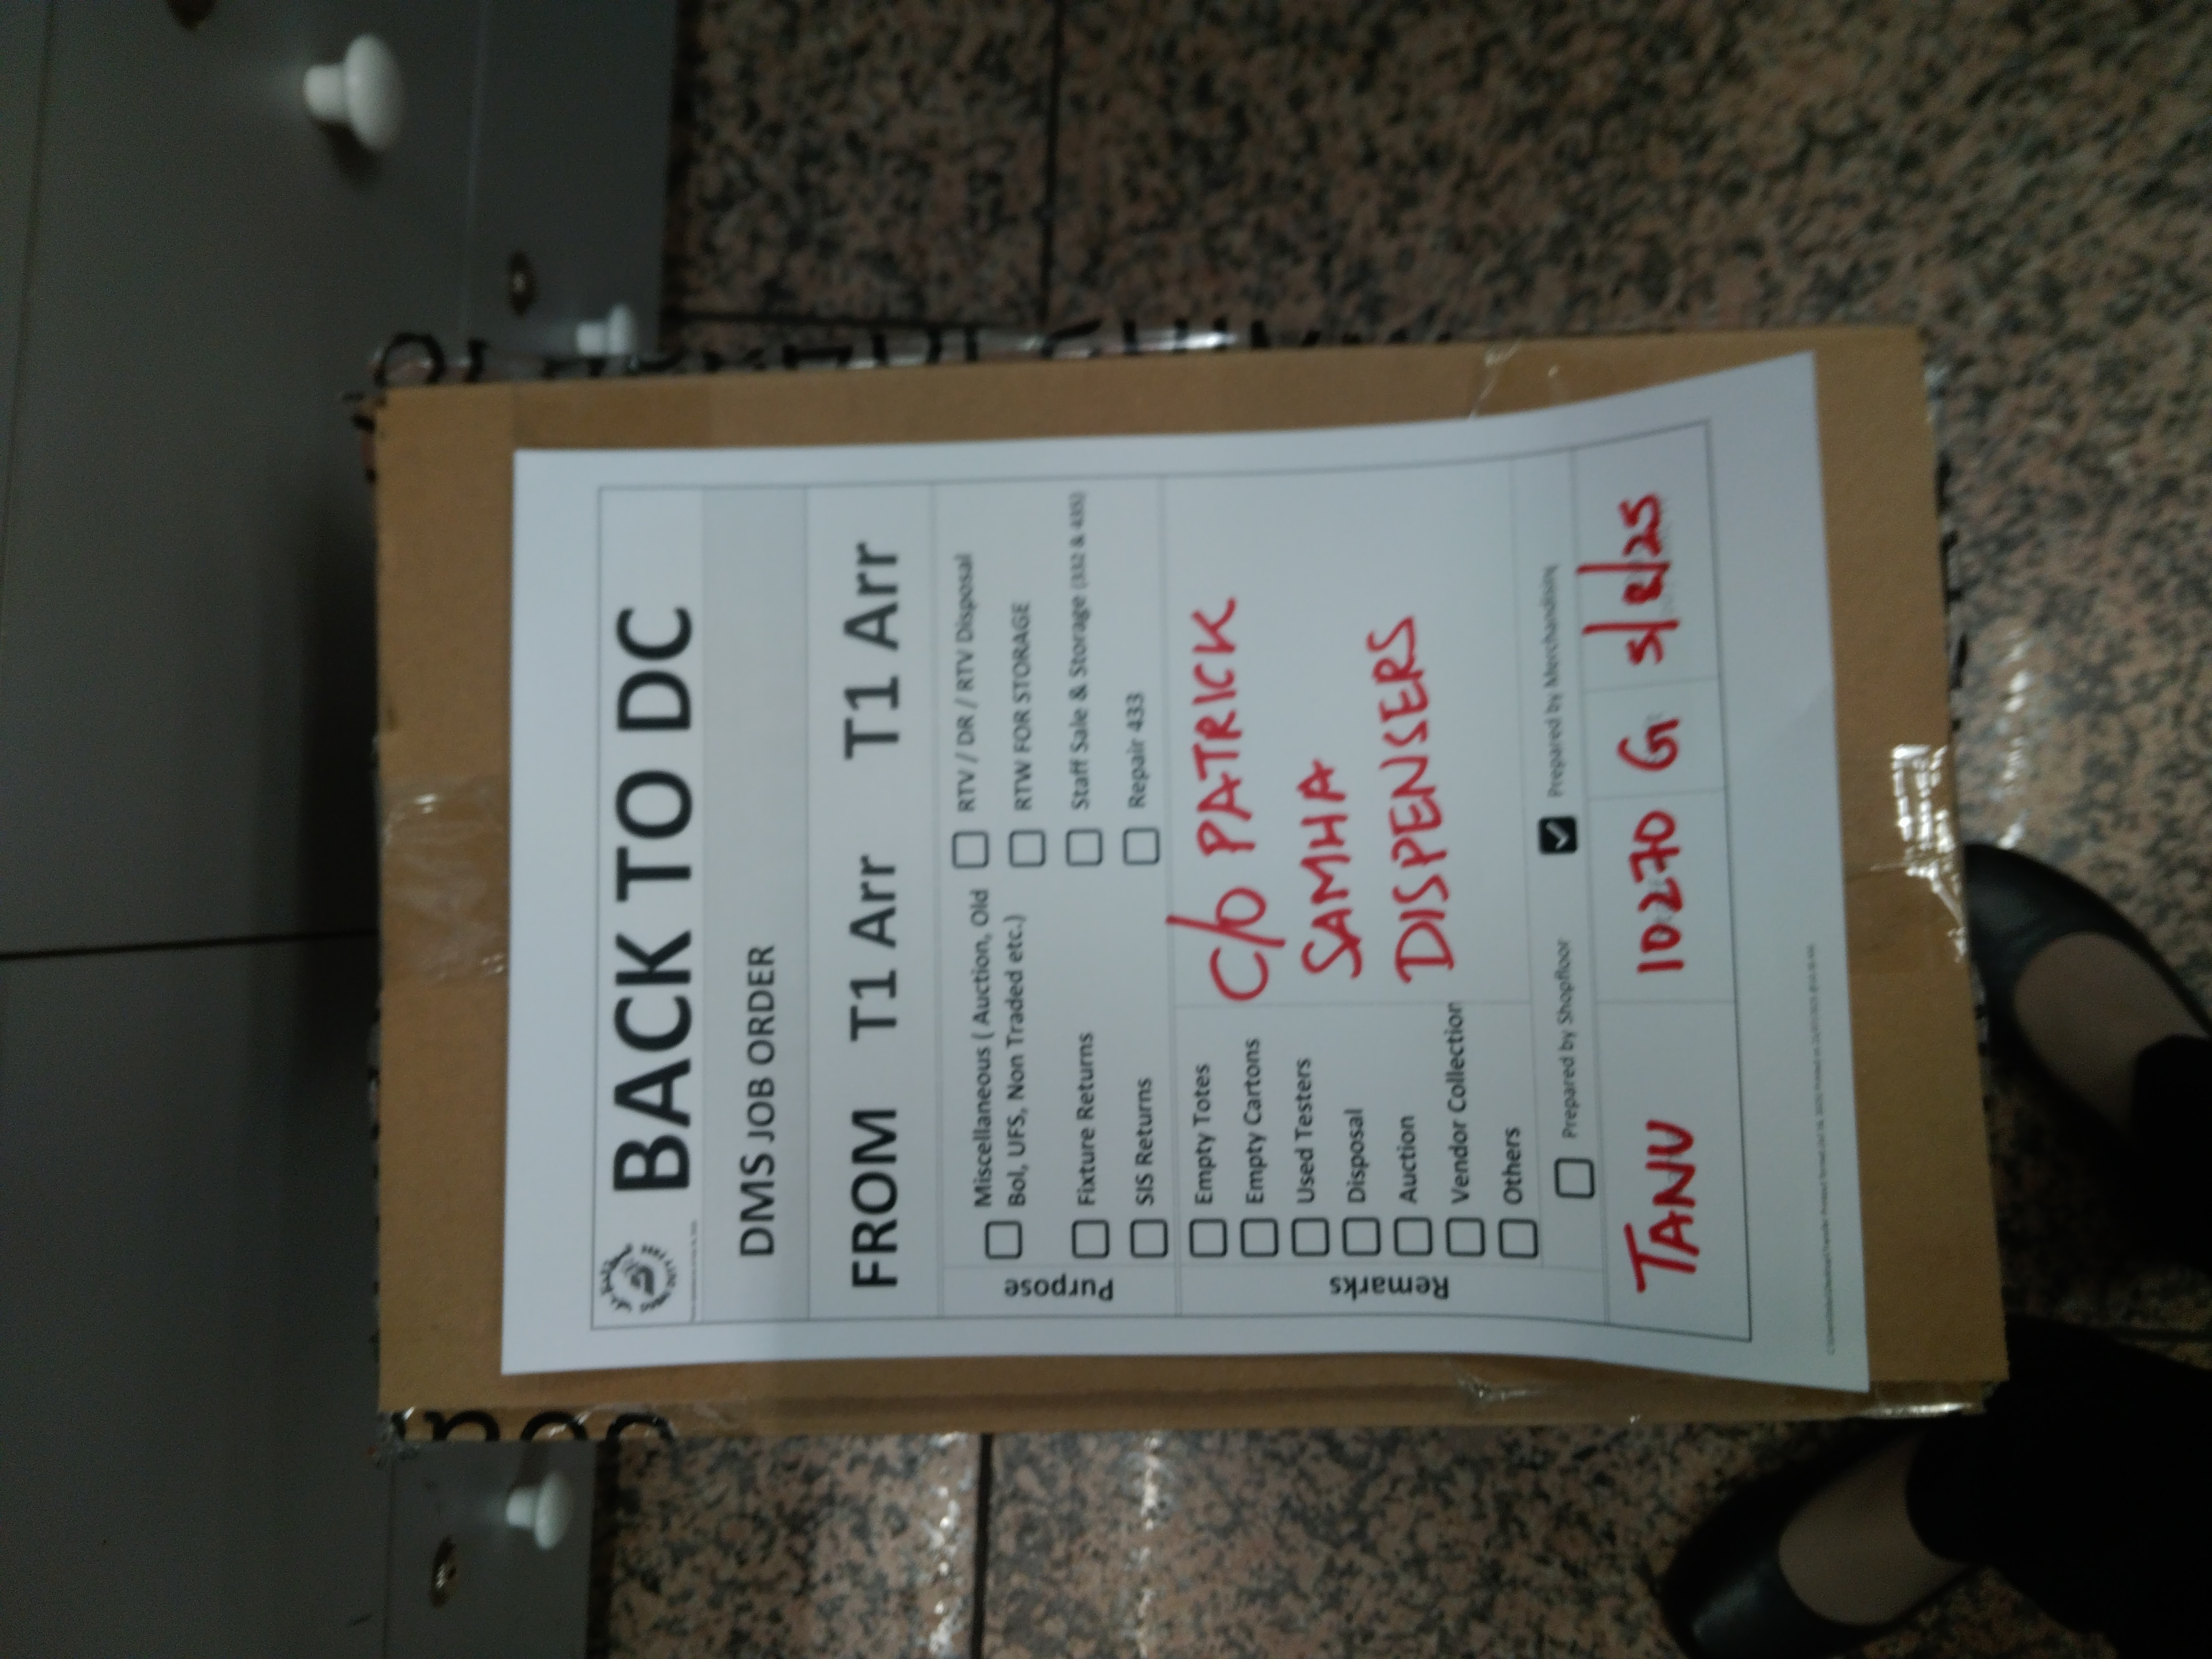 BACK TO DC
DMS JOB ORDER
FROM T1 Arr T1 Arr
Purpose
Miscellaneous ( Auction, Old
Bol, UFS, Non Traded etc.)
Fixture Returns
SIS Returns
RTV / DR / RTV Disposal
RTW FOR STORAGE
Staff Sale & Storage (332 & 433)
Repair 433
Remarks
Empty Totes
Empty Cartons
Used Testers
Disposal
Auction
Vendor Collection
Others
C/O PATRICK
SAMHA
DISPENSERS
Prepared by Shopfloor
Prepared by Merchandising
TANU 10270 G 5/8/25